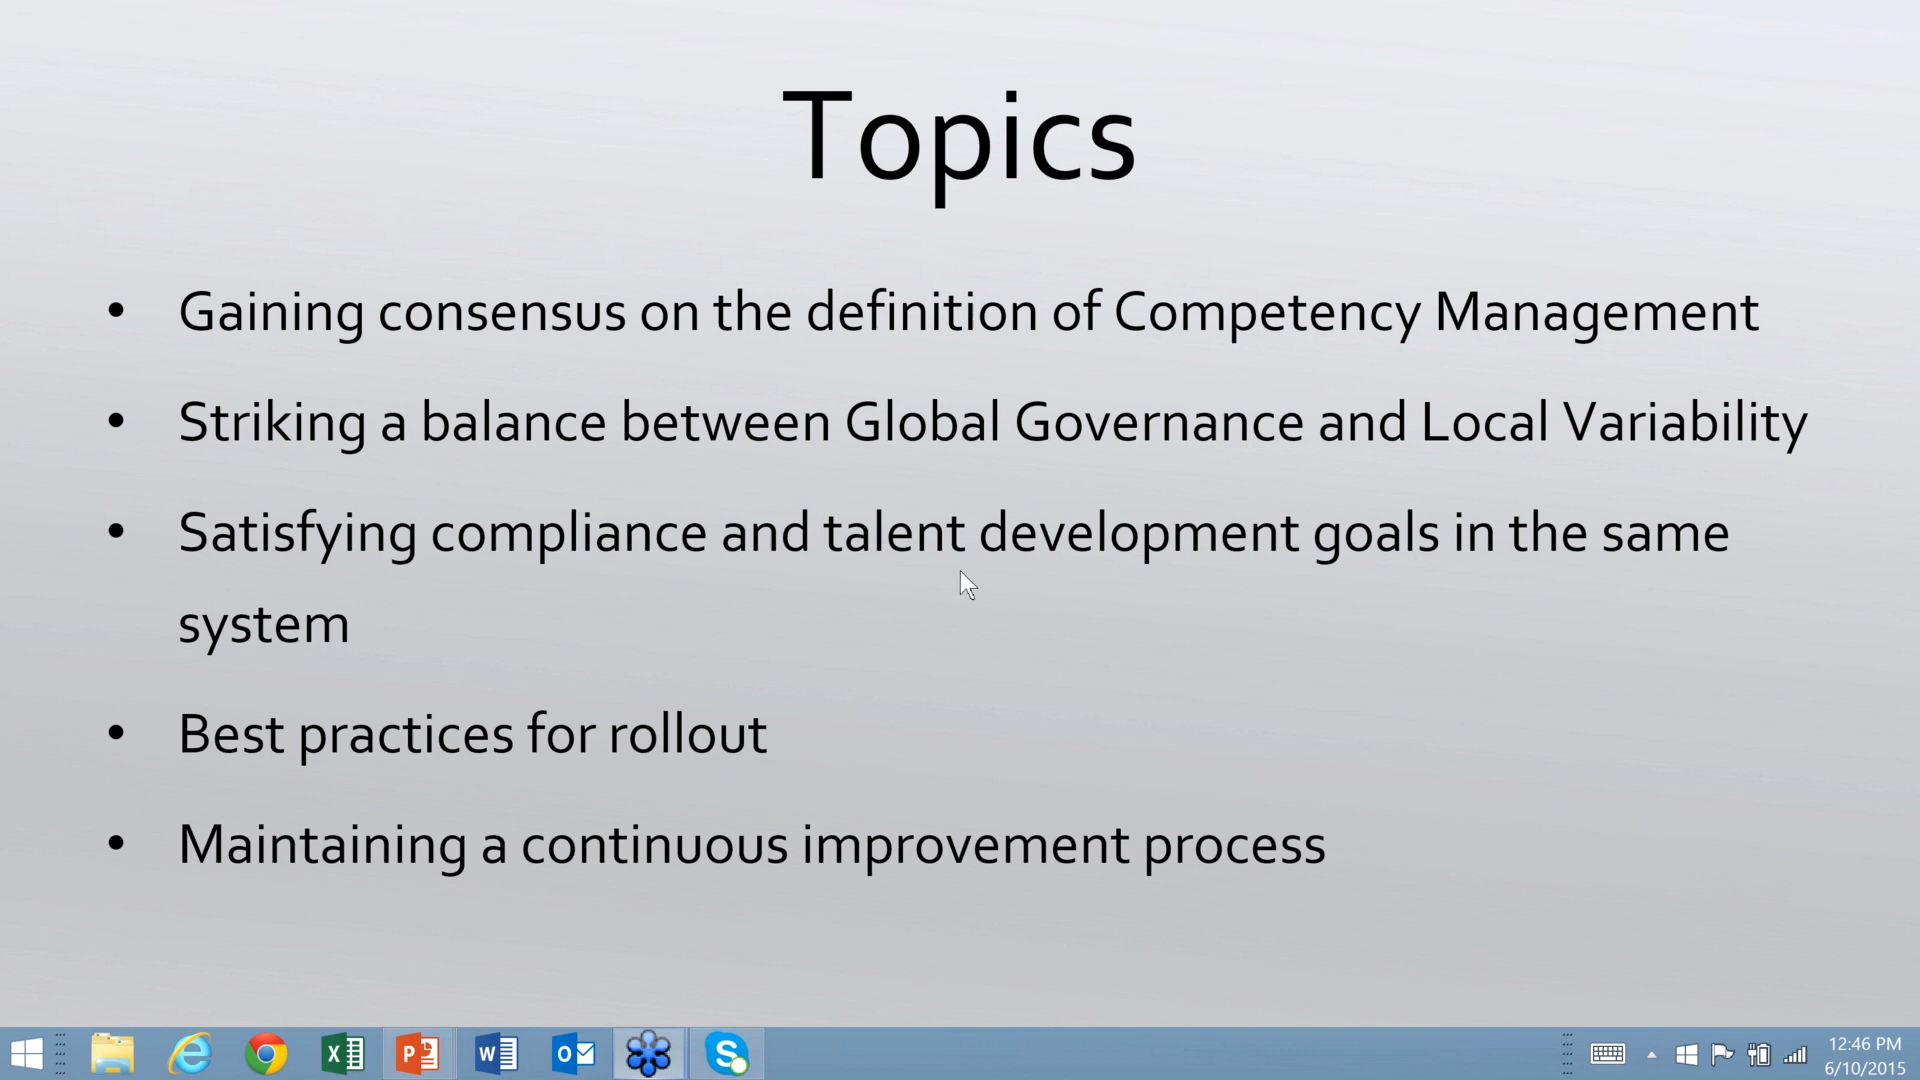 Topics
• Gaining consensus on the definition of Competency Management
• Striking a balance between Global Governance and Local Variability
• Satisfying compliance and talent development goals in the same
system
• Best practices for rollout
• Maintaining a continuous improvement process
12:46 PM
6/10/2015